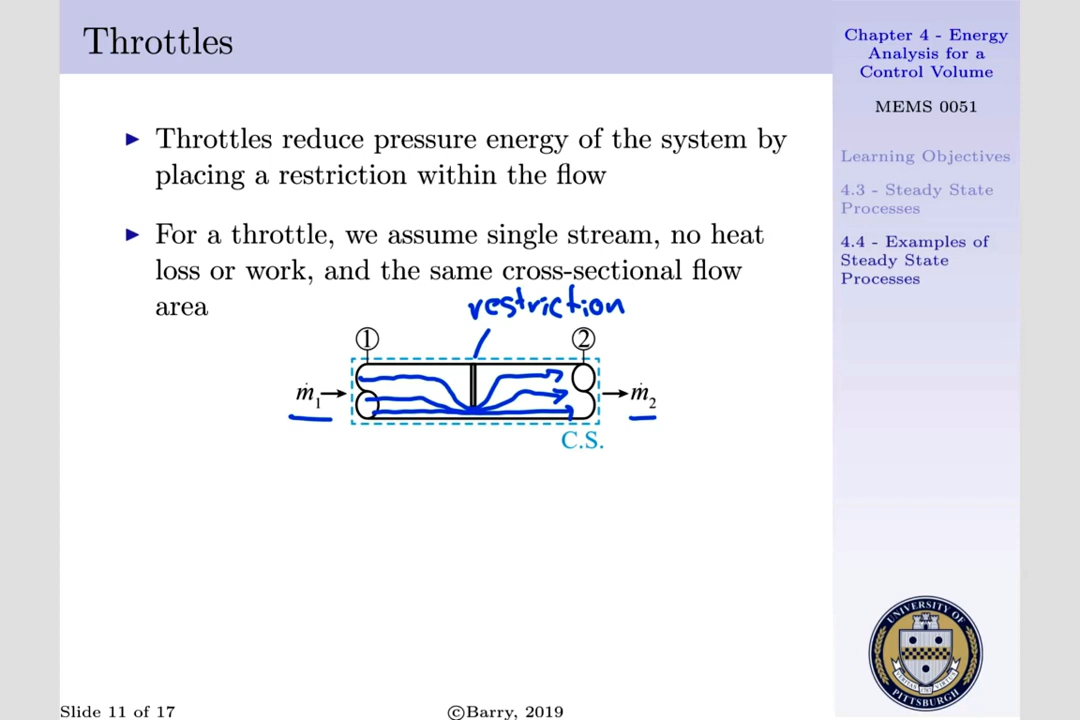 Throttles
▶ Throttles reduce pressure energy of the system by
placing a restriction within the flow
▶ For a throttle, we assume single stream, no heat
loss or work, and the same cross-sectional flow
area
restriction
① ②
ṁ₁ ṁ₂
C.S.
Slide 11 of 17
©Barry, 2019
Chapter 4 - Energy
Analysis for a
Control Volume
MEMS 0051
Learning Objectives
4.3 - Steady State
Processes
4.4 - Examples of
Steady State
Processes
UNIVERSITY OF
PITTSBURGH